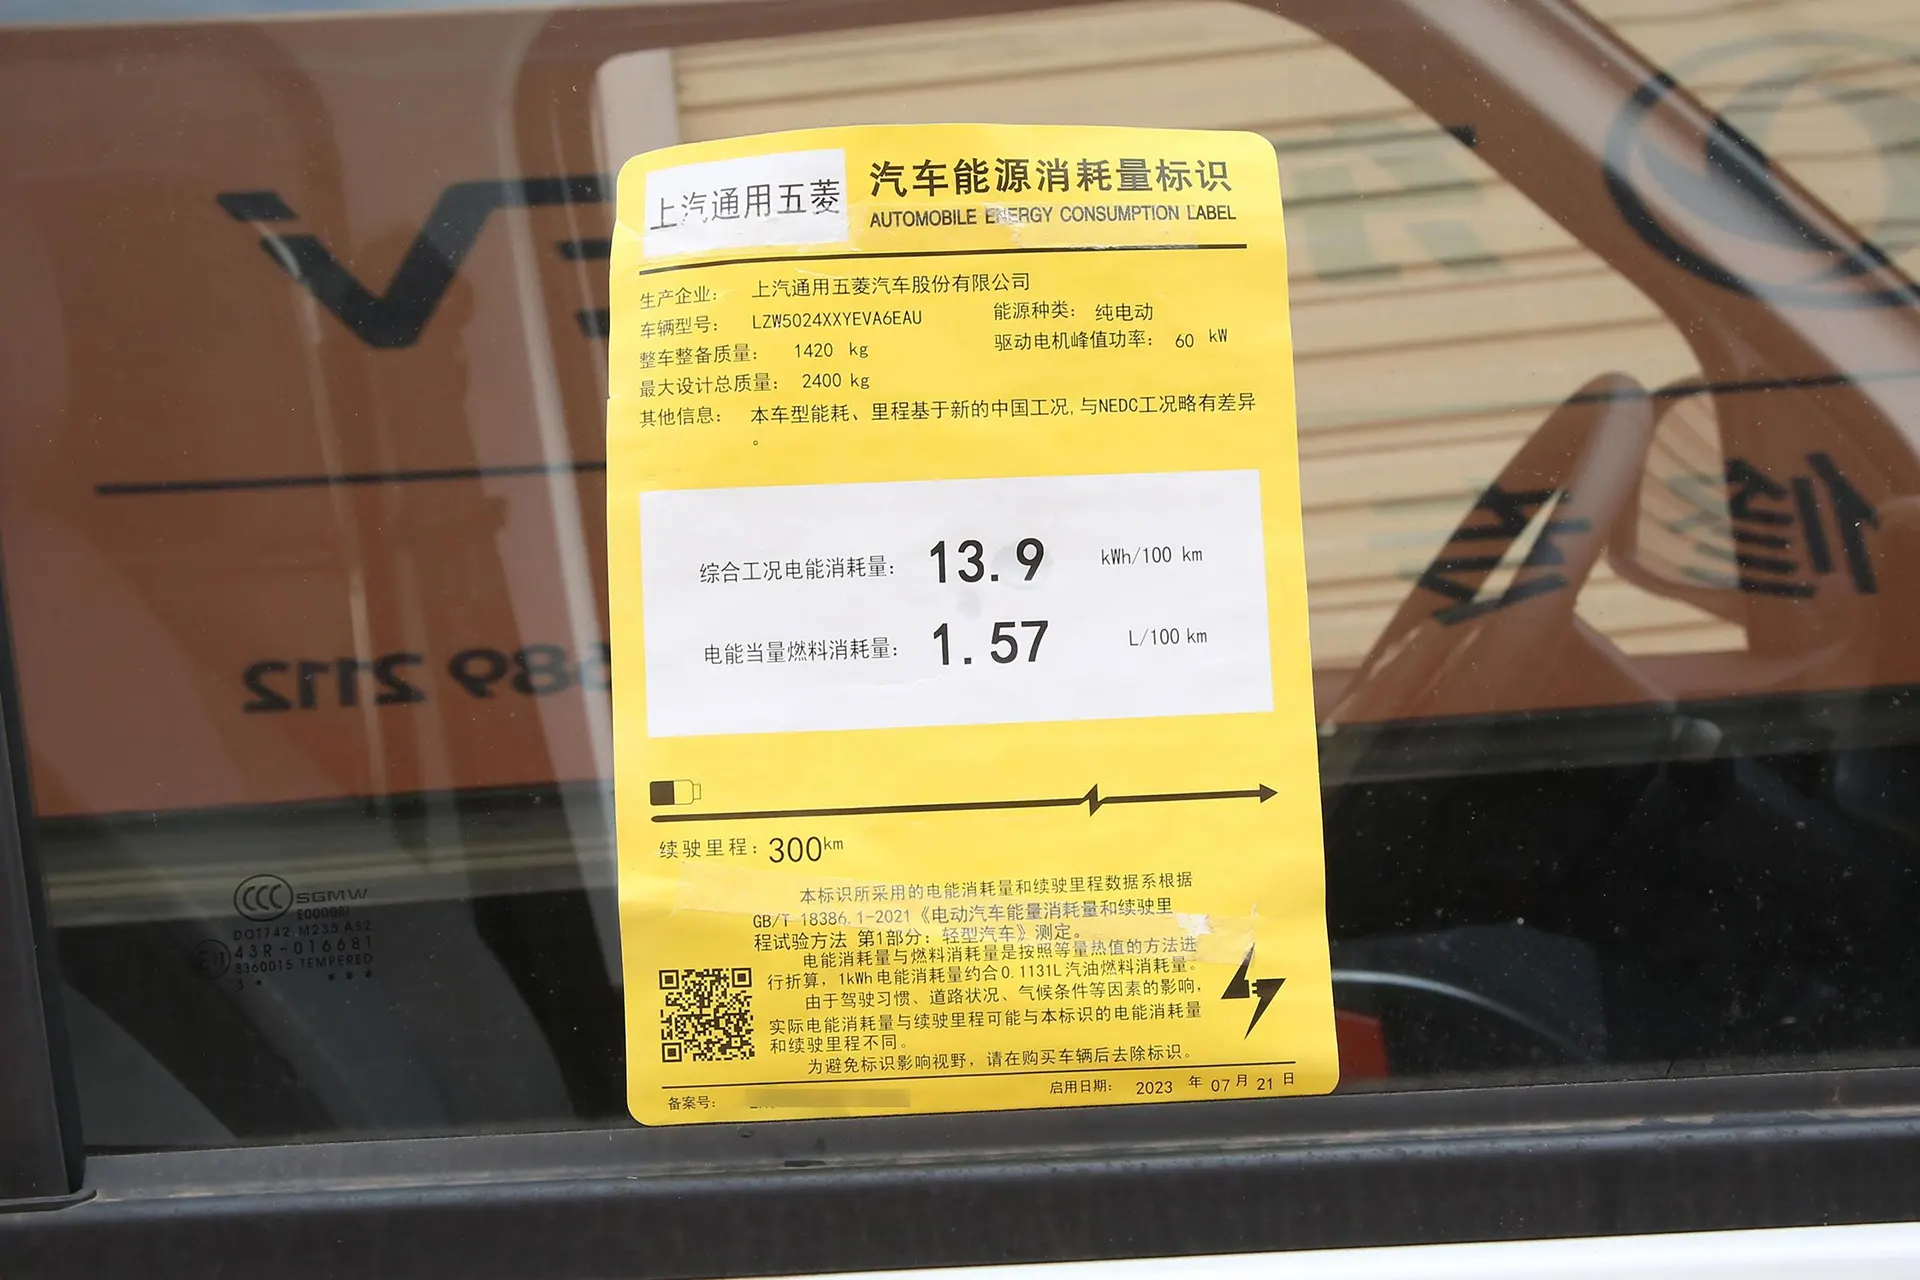 上汽通用五菱
汽车能源消耗量标识
AUTOMOBILE ENERGY CONSUMPTION LABEL
生产企业: 上汽通用五菱汽车股份有限公司
车辆型号: LZW5024XXYEVA6EAU 能源种类: 纯电动
整车整备质量: 1420 kg 驱动电机峰值功率: 60 kW
最大设计总质量: 2400 kg
其他信息: 本车型能耗、里程基于新的中国工况,与NEDC工况略有差异
。
综合工况电能消耗量: 13.9 kWh/100 km
电能当量燃料消耗量: 1.57 L/100 km
续驶里程: 300km
本标识所采用的电能消耗量和续驶里程数据系根据
GB/T 18386.1-2021《电动汽车能量消耗量和续驶里
程试验方法 第1部分: 轻型汽车》测定。
电能消耗量与燃料消耗量是按照等量热值的方法进
行折算, 1kWh电能消耗量约合0.1131L汽油燃料消耗量。
由于驾驶习惯、道路状况、气候条件等因素的影响,
实际电能消耗量与续驶里程可能与本标识的电能消耗量
和续驶里程不同。
为避免标识影响视野, 请在购买车辆后去除标识。
备案号:
启用日期: 2023 年 07 月 21 日
CCC SGMW
E000081
DOT742 M233 AS2
43R-016681
8360015 TEMPERED
2112
信